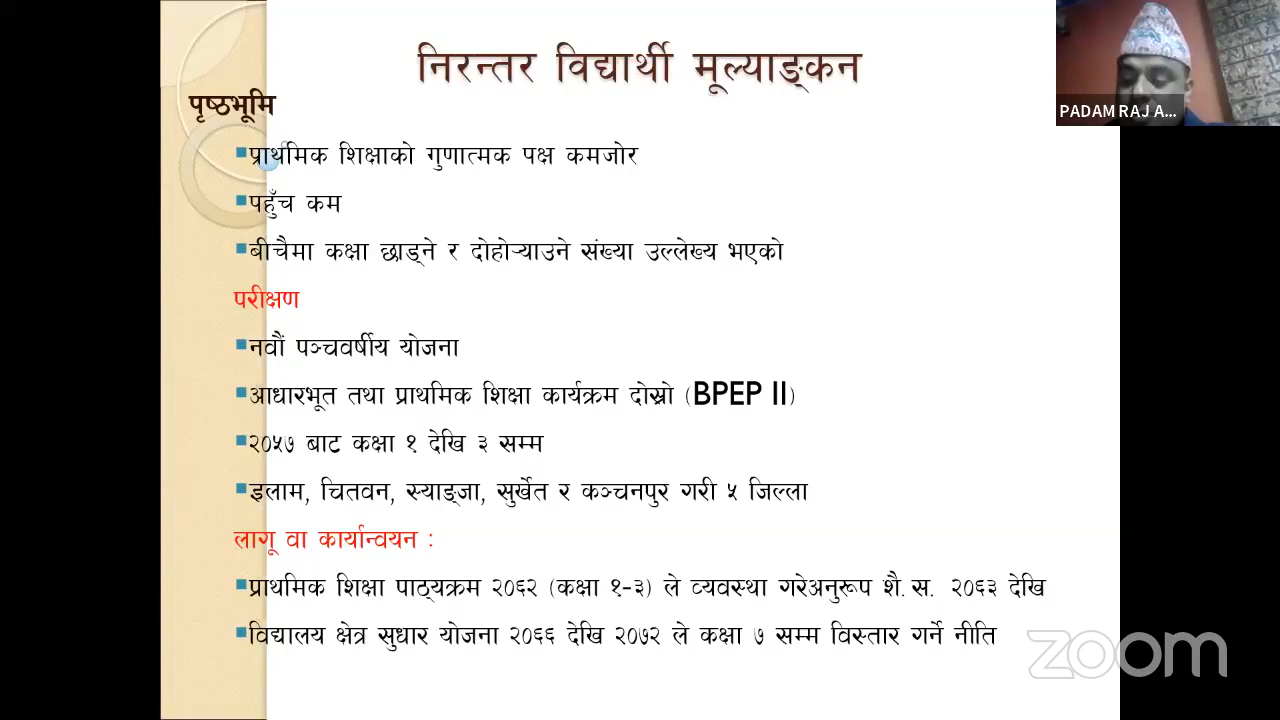 निरन्तर विद्यार्थी मूल्याङ्कन
PADAM RAJ A...
पृष्ठभूमि
▪प्राथमिक शिक्षाको गुणात्मक पक्ष कमजोर
▪पहुँच कम
▪बीचैमा कक्षा छाड्ने र दोहोऱ्याउने संख्या उल्लेख्य भएको
परीक्षण
▪नवौं पञ्चवर्षीय योजना
▪आधारभूत तथा प्राथमिक शिक्षा कार्यक्रम दोस्रो (BPEP II)
▪२०५७ बाट कक्षा १ देखि ३ सम्म
▪इलाम, चितवन, स्याङ्जा, सुर्खेत र कञ्चनपुर गरी ५ जिल्ला
लागू वा कार्यान्वयन :
▪प्राथमिक शिक्षा पाठ्यक्रम २०६२ (कक्षा १-३) ले व्यवस्था गरेअनुरूप शै.स. २०६३ देखि
▪विद्यालय क्षेत्र सुधार योजना २०६६ देखि २०७२ ले कक्षा ७ सम्म विस्तार गर्ने नीति
zoom